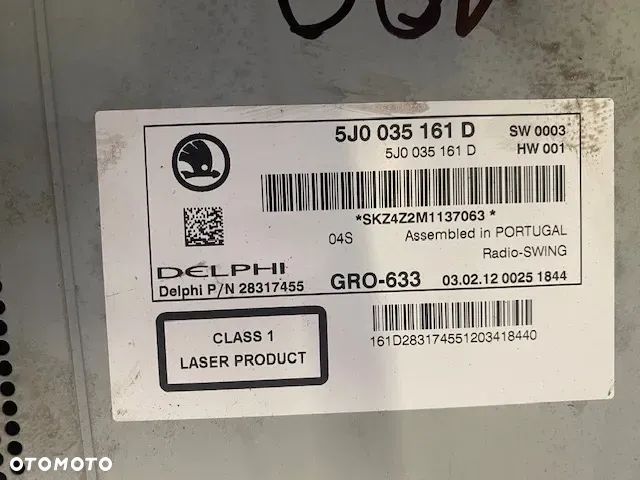 5J0 035 161 D SW 0003
5J0 035 161 D HW 001
*SKZ4Z2M1137063*
04S Assembled in PORTUGAL
Radio-SWING
DELPHI
Delphi P/N 28317455 GRO-633 03.02.12 0025 1844
CLASS 1
LASER PRODUCT
161D283174551203418440
OTOMOTO